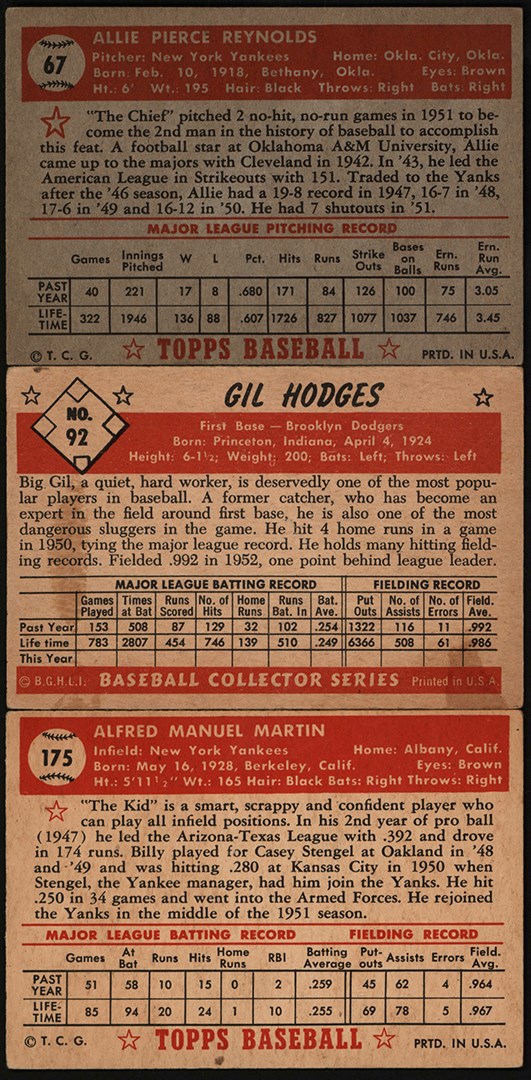 67
ALLIE PIERCE REYNOLDS
Pitcher: New York Yankees Home: Okla. City, Okla.
Born: Feb. 10, 1918, Bethany, Okla. Eyes: Brown
Ht.: 6' Wt.: 195 Hair: Black Throws: Right Bats: Right
"The Chief" pitched 2 no-hit, no-run games in 1951 to be-
come the 2nd man in the history of baseball to accomplish
this feat. A football star at Oklahoma A&M University, Allie
came up to the majors with Cleveland in 1942. In '43, he led the
American League in Strikeouts with 151. Traded to the Yanks
after the '46 season, Allie had a 19-8 record in 1947, 16-7 in '48,
17-6 in '49 and 16-12 in '50. He had 7 shutouts in '51.
MAJOR LEAGUE PITCHING RECORD
Games Innings Pitched W L Pct. Hits Runs Strike Outs Bases on Balls Ern. Runs Ern. Run Avg.
PAST YEAR 40 221 17 8 .680 171 84 126 100 75 3.05
LIFE-TIME 322 1946 136 88 .607 1726 827 1077 1037 746 3.45
© T. C. G. TOPPS BASEBALL PRTD. IN U.S.A.
NO. 92
GIL HODGES
First Base — Brooklyn Dodgers
Born: Princeton, Indiana, April 4, 1924
Height: 6-1½; Weight: 200; Bats: Left; Throws: Left
Big Gil, a quiet, hard worker, is deservedly one of the most popu-
lar players in baseball. A former catcher, who has become an
expert in the field around first base, he is also one of the most
dangerous sluggers in the game. He hit 4 home runs in a game
in 1950, tying the major league record. He holds many hitting field-
ing records. Fielded .992 in 1952, one point behind league leader.
MAJOR LEAGUE BATTING RECORD FIELDING RECORD
Games Played Times at Bat Runs Scored No. of Hits Home Runs Runs Bat. In Bat. Ave. Put Outs No. of Assists No. of Errors Field. Ave.
Past Year 153 508 87 129 32 102 .254 1322 116 11 .992
Life time 783 2807 454 746 139 510 .249 6366 508 61 .986
This Year
© B.G.H.L.I. BASEBALL COLLECTOR SERIES Printed in U.S.A.
175
ALFRED MANUEL MARTIN
Infield: New York Yankees Home: Albany, Calif.
Born: May 16, 1928, Berkeley, Calif. Eyes: Brown
Ht.: 5'11½" Wt.: 165 Hair: Black Bats: Right Throws: Right
"The Kid" is a smart, scrappy and confident player who
can play all infield positions. In his 2nd year of pro ball
(1947) he led the Arizona-Texas League with .392 and drove
in 174 runs. Billy played for Casey Stengel at Oakland in '48
and '49 and was hitting .280 at Kansas City in 1950 when
Stengel, the Yankee manager, had him join the Yanks. He hit
.250 in 34 games and went into the Armed Forces. He rejoined
the Yanks in the middle of the 1951 season.
MAJOR LEAGUE BATTING RECORD FIELDING RECORD
Games At Bat Runs Hits Home Runs RBI Batting Average Put-outs Assists Errors Field. Avg.
PAST YEAR 51 58 10 15 0 2 .259 45 62 4 .964
LIFE-TIME 85 94 20 24 1 10 .255 69 78 5 .967
© T. C. G. TOPPS BASEBALL PRTD. IN U.S.A.